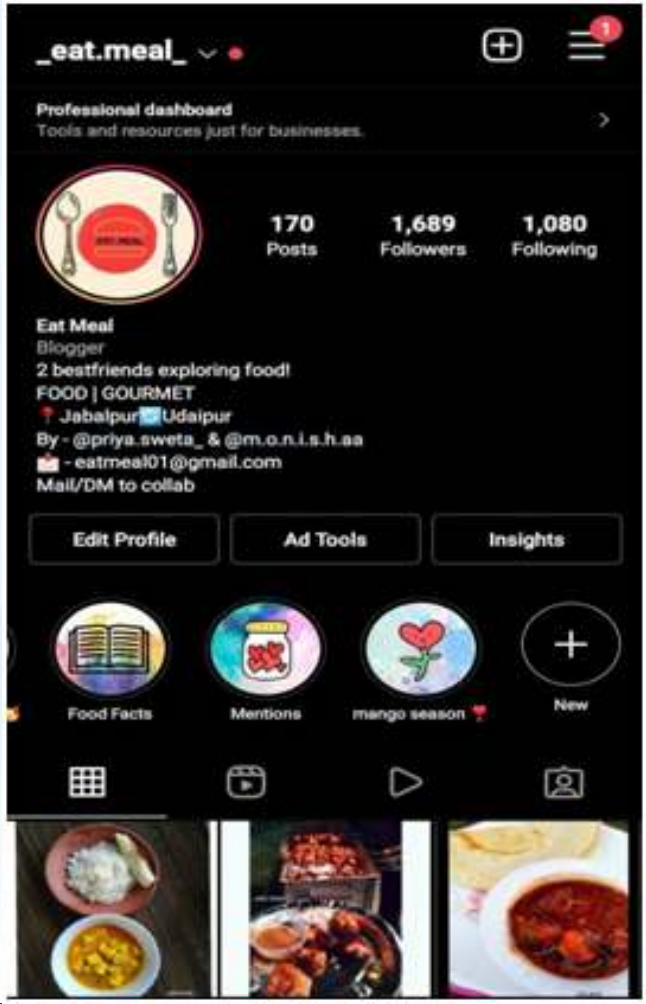 _eat.meal_
1
Professional dashboard
Tools and resources just for businesses.
EAT.MEAL
170 1,689 1,080
Posts Followers Following
Eat Meal
Blogger
2 bestfriends exploring food!
FOOD | GOURMET
📍Jabalpur➡️Udaipur
By - @priya.sweta_ & @m.o.n.i.s.h.aa
📩 - eatmeal01@gmail.com
Mail/DM to collab
Edit Profile Ad Tools Insights
Food Facts Mentions mango season ❣️ New